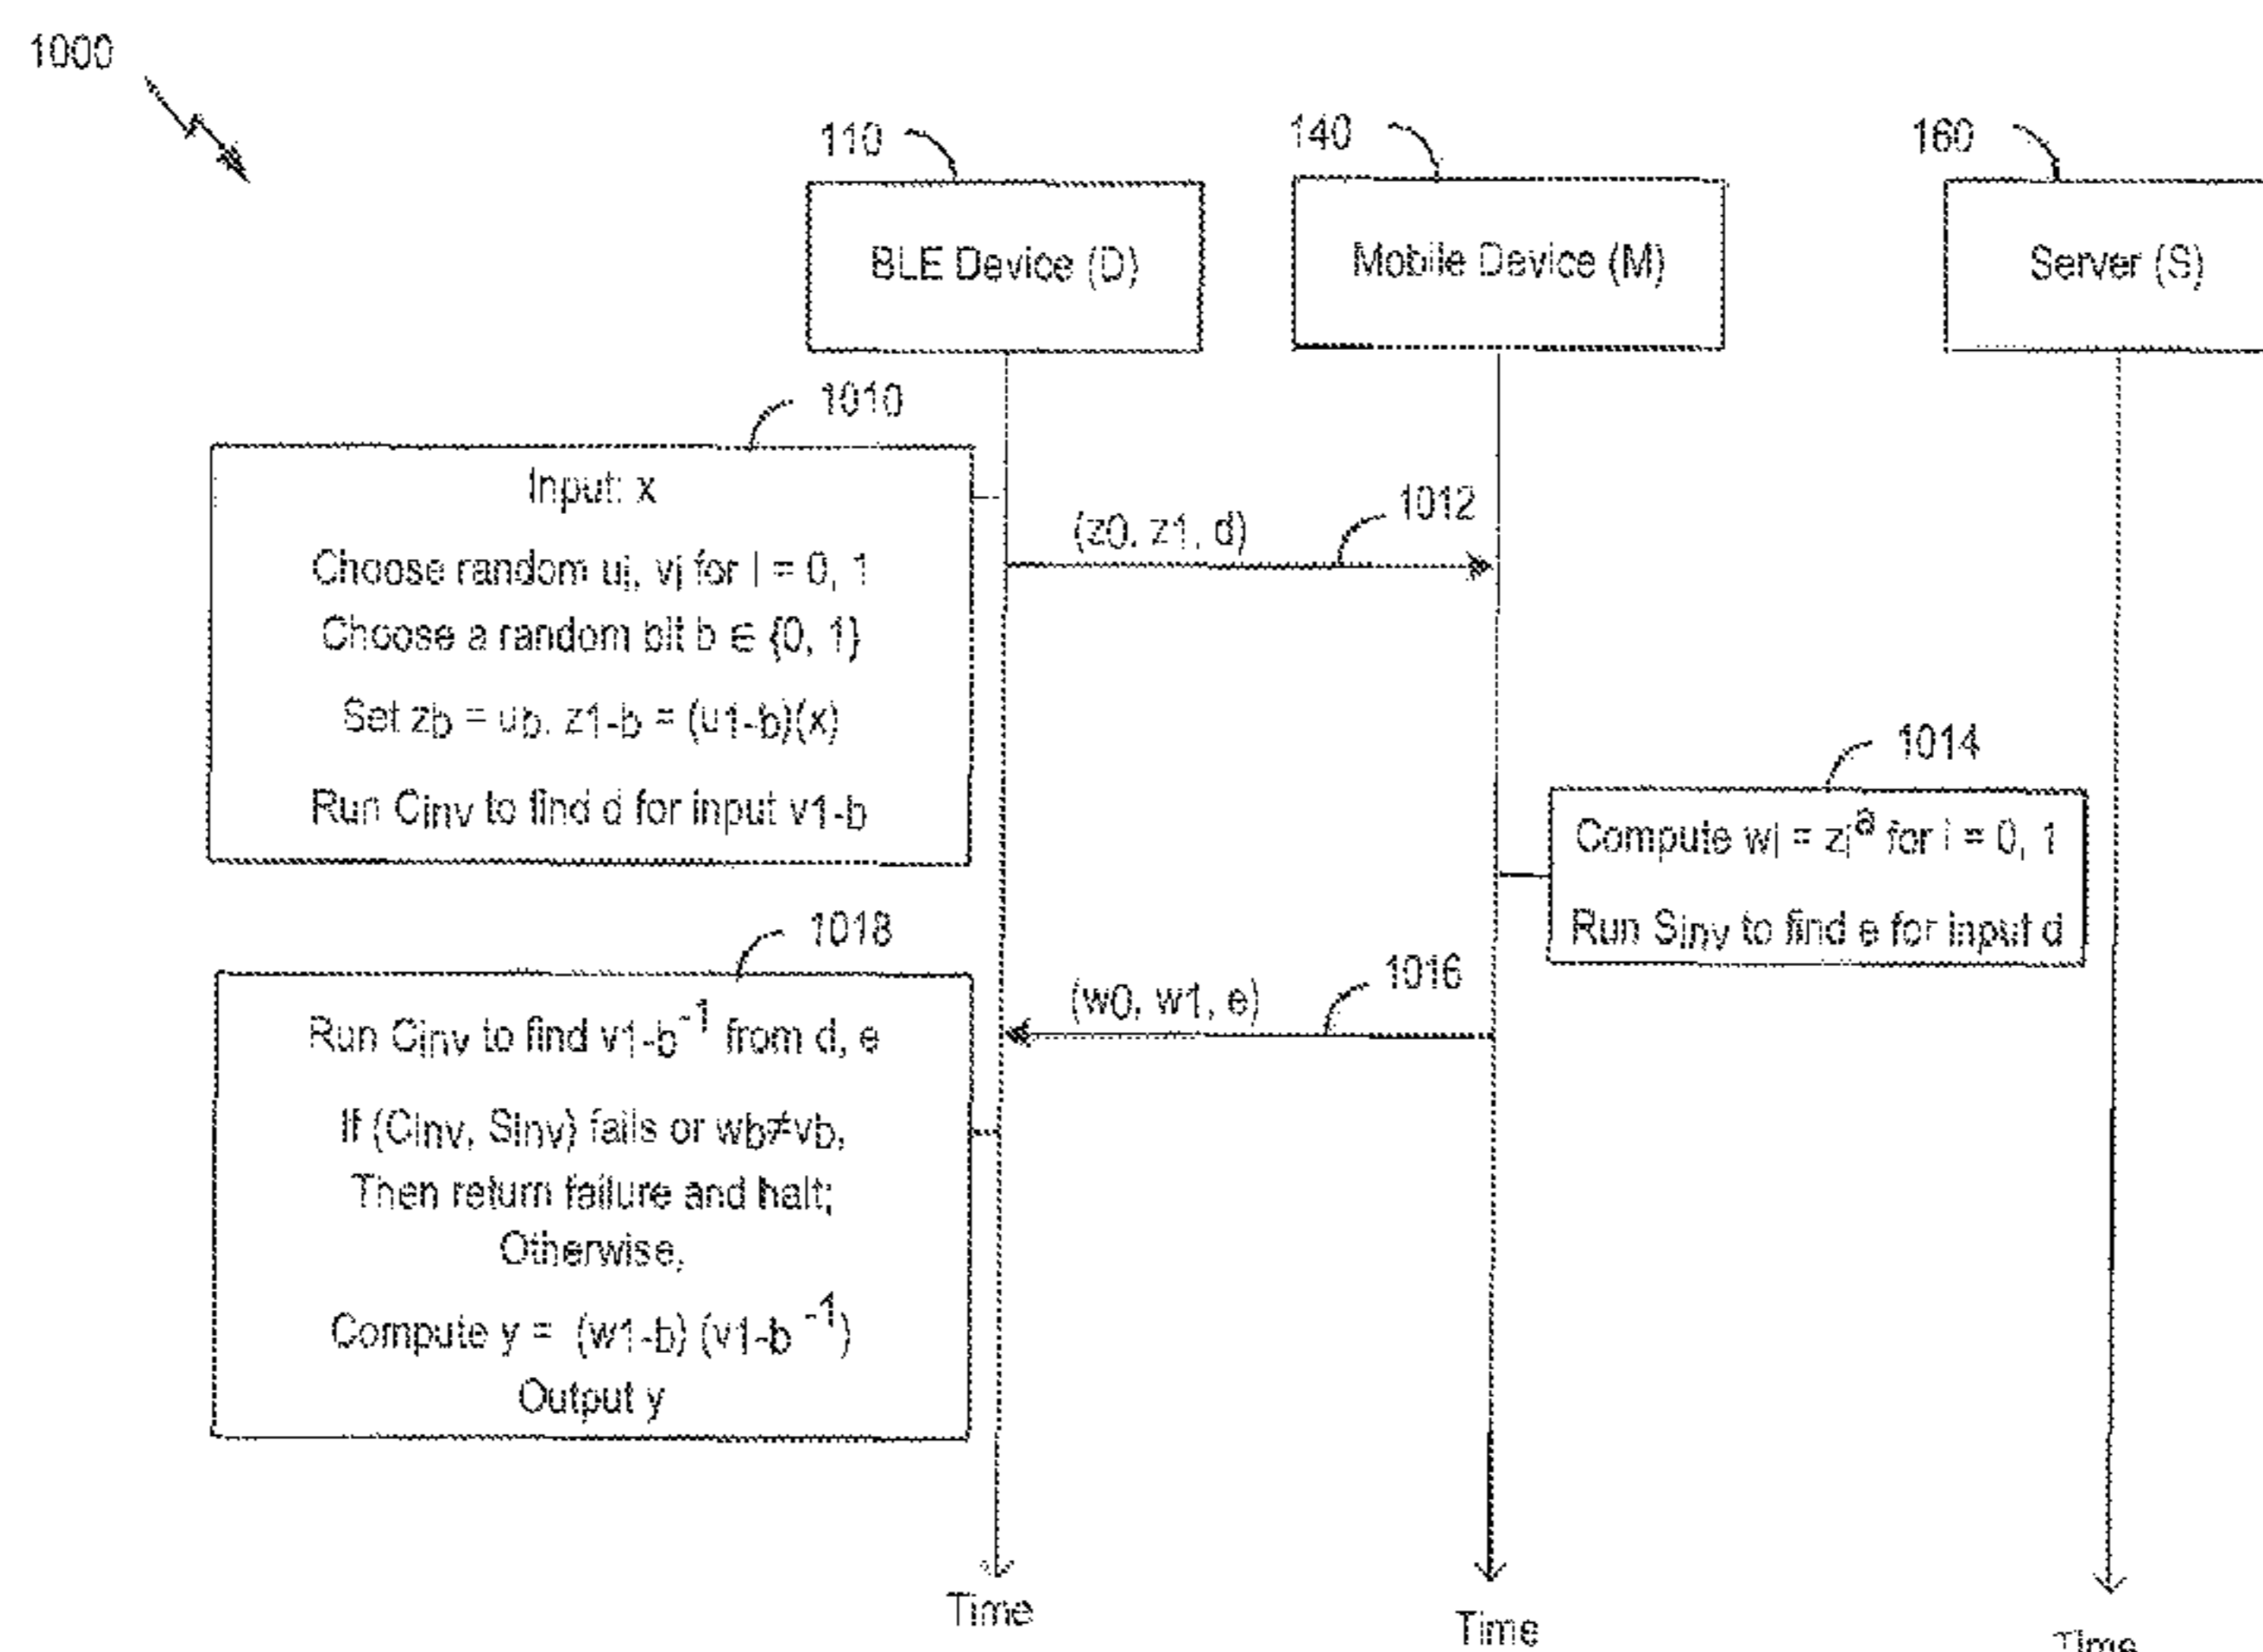 1000
110
140
160
BLE Device (D)
Mobile Device (M)
Server (S)
1010
Input: x
Choose random ui, vi for i = 0, 1
Choose a random bit b ∈ {0, 1}
Set zb = ub, z1-b = (u1-b)(x)
Run Cinv to find d for input v1-b
(z0, z1, d)
1012
1014
Compute wi = zi^a for i = 0, 1
Run Sinv to find e for input d
(w0, w1, e)
1016
1018
Run Cinv to find v1-b^-1 from d, e
If (Cinv, Sinv) fails or wb≠vb,
Then return failure and halt;
Otherwise,
Compute y = (w1-b) (v1-b^-1)
Output y
Time
Time
Time